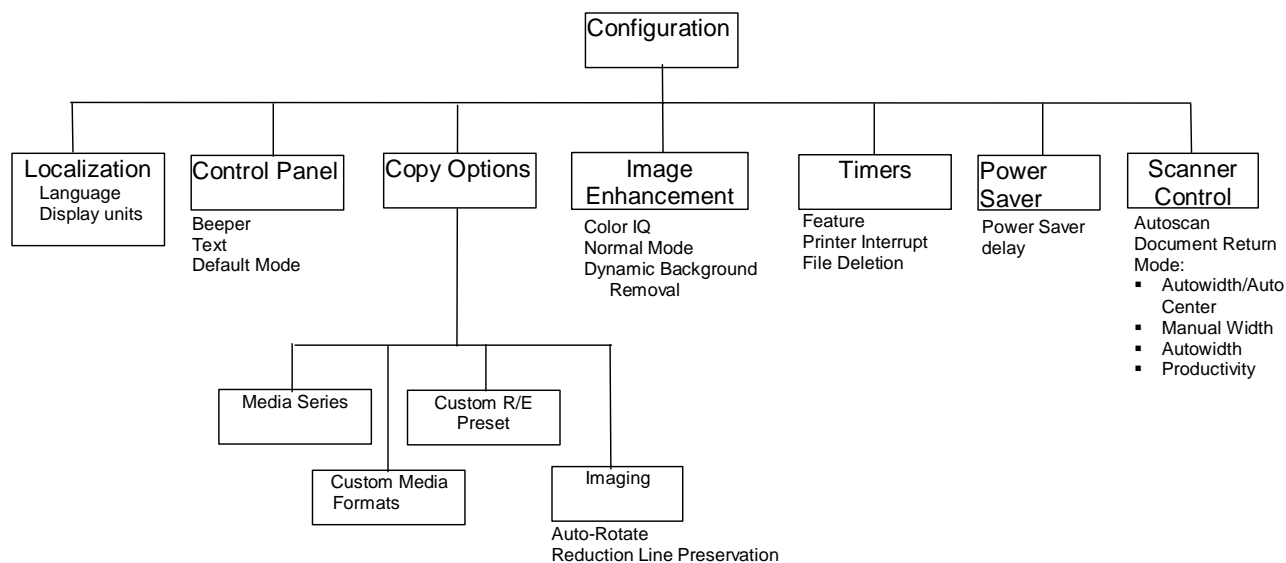 Configuration
Localization
Language
Display units
Control Panel
Beeper
Text
Default Mode
Copy Options
Image
Enhancement
Color IQ
Normal Mode
Dynamic Background
Removal
Timers
Feature
Printer Interrupt
File Deletion
Power
Saver
Power Saver
delay
Scanner
Control
Autoscan
Document Return
Mode:
▪ Autowidth/Auto
Center
▪ Manual Width
▪ Autowidth
▪ Productivity
Media Series
Custom Media
Formats
Custom R/E
Preset
Imaging
Auto-Rotate
Reduction Line Preservation